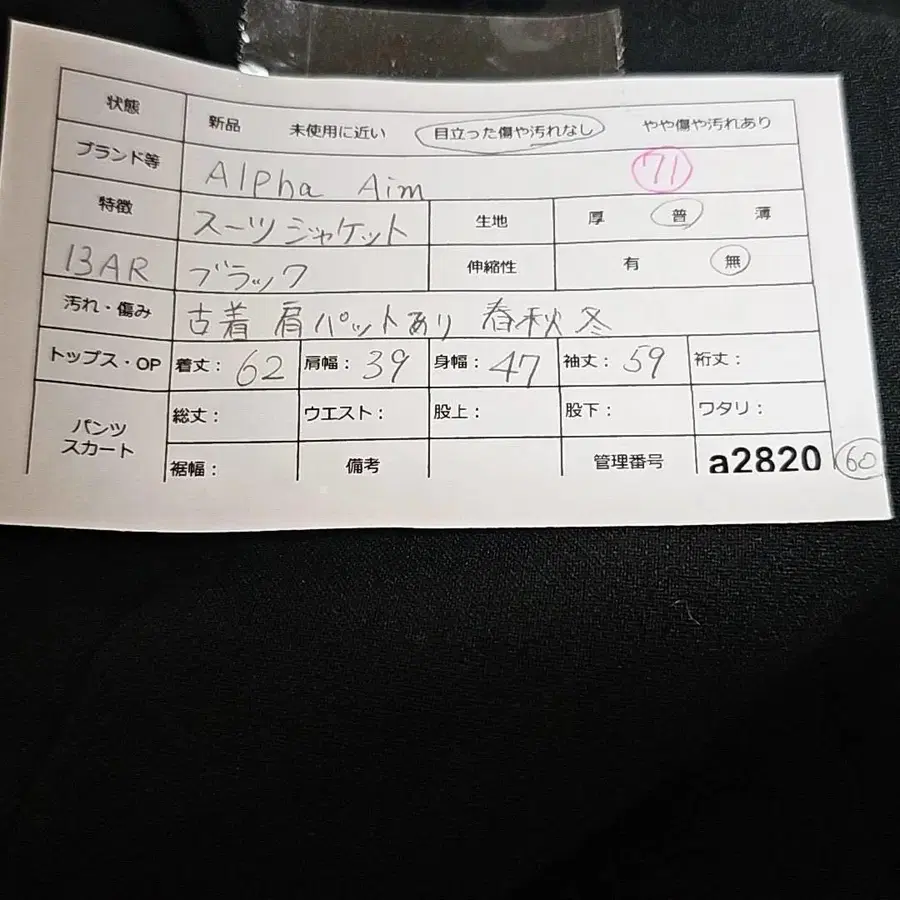 状態 新品 未使用に近い 目立った傷や汚れなし やや傷や汚れあり
ブランド等 Alpha Aim 71
特徴 スーツジャケット 生地 厚 普 薄
13AR ブラック 伸縮性 有 無
汚れ・傷み 古着 肩パットあり 春秋冬
トップス・OP 着丈：62 肩幅：39 身幅：47 袖丈：59 裄丈：
パンツ スカート 総丈： ウエスト： 股上： 股下： ワタリ：
裾幅： 備考 管理番号 a2820 60